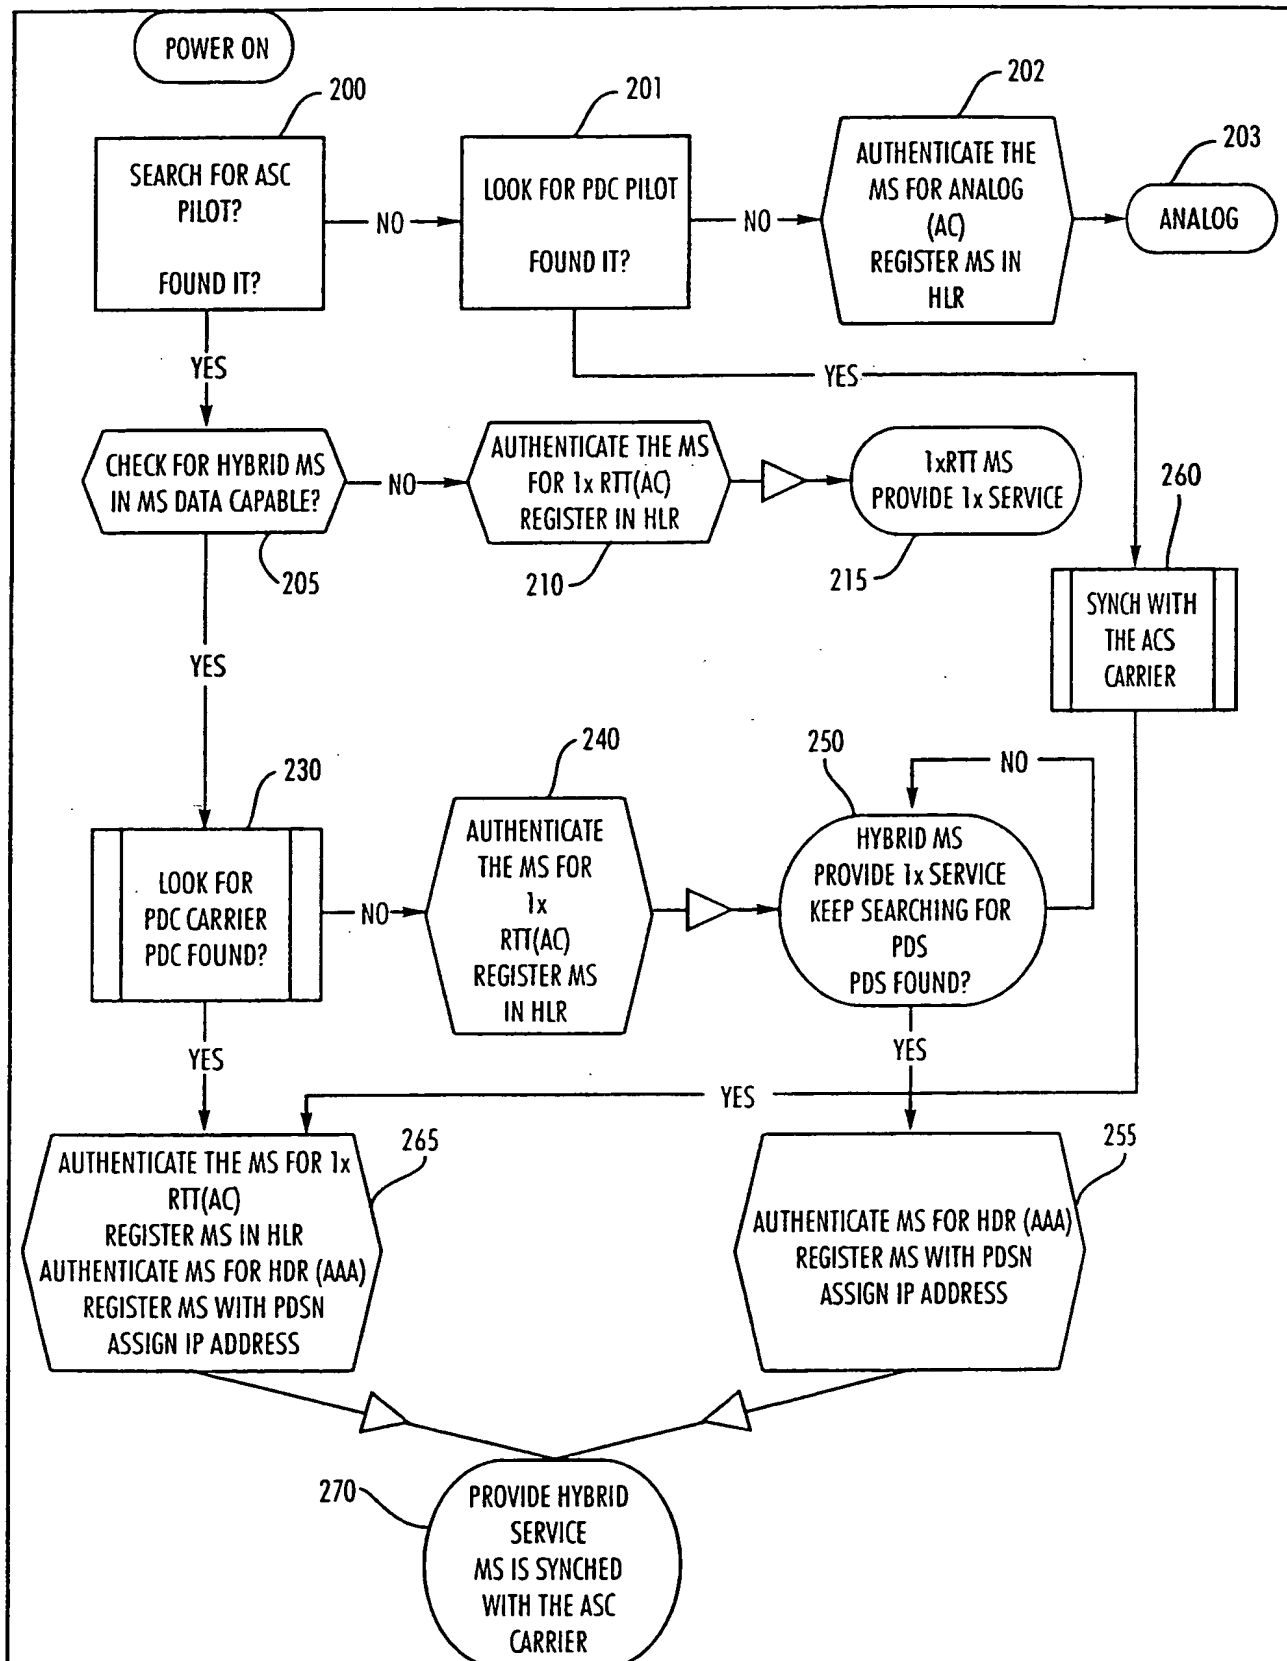 POWER ON
200
201
202
203
SEARCH FOR ASC
PILOT?
FOUND IT?
NO
LOOK FOR PDC PILOT
FOUND IT?
NO
AUTHENTICATE THE
MS FOR ANALOG
(AC)
REGISTER MS IN
HLR
ANALOG
YES
YES
CHECK FOR HYBRID MS
IN MS DATA CAPABLE?
205
NO
AUTHENTICATE THE MS
FOR 1x RTT(AC)
REGISTER IN HLR
210
1xRTT MS
PROVIDE 1x SERVICE
215
260
SYNCH WITH
THE ACS
CARRIER
YES
230
LOOK FOR
PDC CARRIER
PDC FOUND?
NO
240
AUTHENTICATE
THE MS FOR
1x
RTT(AC)
REGISTER MS
IN HLR
250
NO
HYBRID MS
PROVIDE 1x SERVICE
KEEP SEARCHING FOR
PDS
PDS FOUND?
YES
YES
YES
265
AUTHENTICATE THE MS FOR 1x
RTT(AC)
REGISTER MS IN HLR
AUTHENTICATE MS FOR HDR (AAA)
REGISTER MS WITH PDSN
ASSIGN IP ADDRESS
255
AUTHENTICATE MS FOR HDR (AAA)
REGISTER MS WITH PDSN
ASSIGN IP ADDRESS
270
PROVIDE HYBRID
SERVICE
MS IS SYNCHED
WITH THE ASC
CARRIER